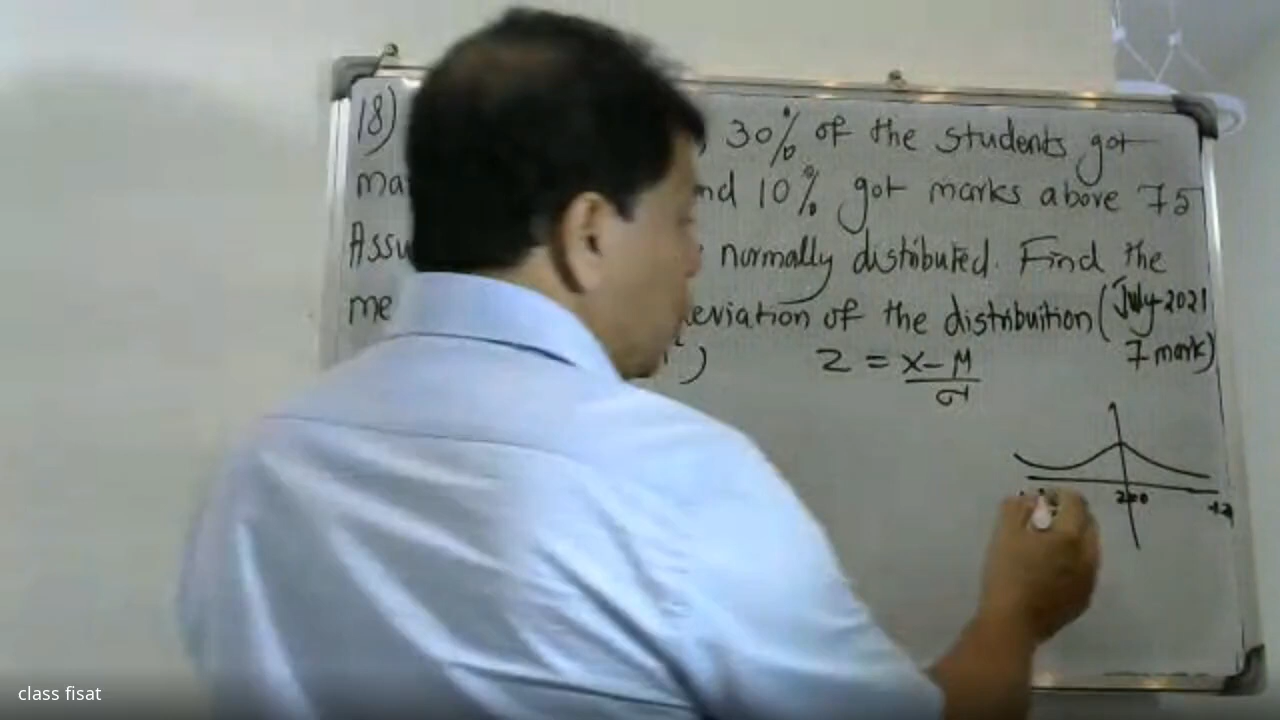 18) 30% of the students got
ma nd 10% got marks above 75
Assu normally distributed. Find the
me eviation of the distribuition (July-2021
7 mark)
) Z = X-μ
σ
z=0
class fisat